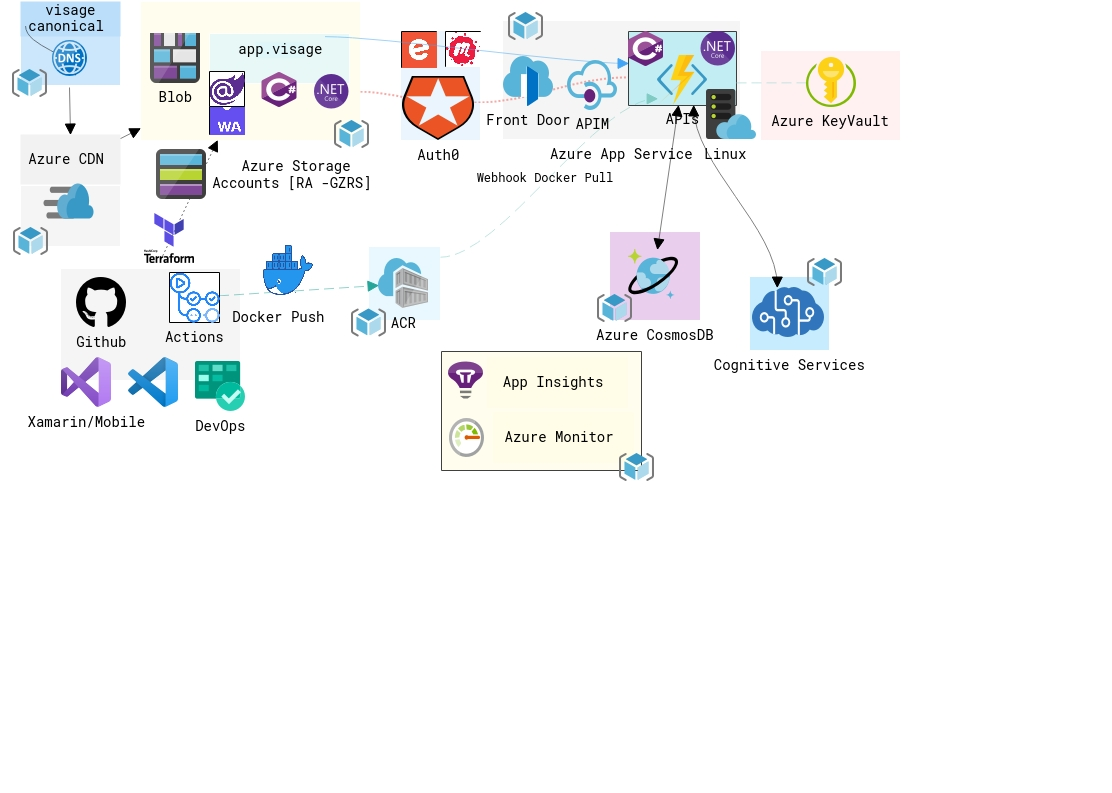 visage
canonical
DNS
Azure CDN
Blob
app.visage
@
C#
.NET
Core
WA
Azure Storage
Accounts [RA -GZRS]
HashiCorp
Terraform
Github
Actions
Xamarin/Mobile
DevOps
Docker Push
ACR
e
m
Auth0
Front Door
APIM
C#
.NET
Core
APIs
Azure App Service Linux
Webhook Docker Pull
Azure KeyVault
Azure CosmosDB
Cognitive Services
App Insights
Azure Monitor